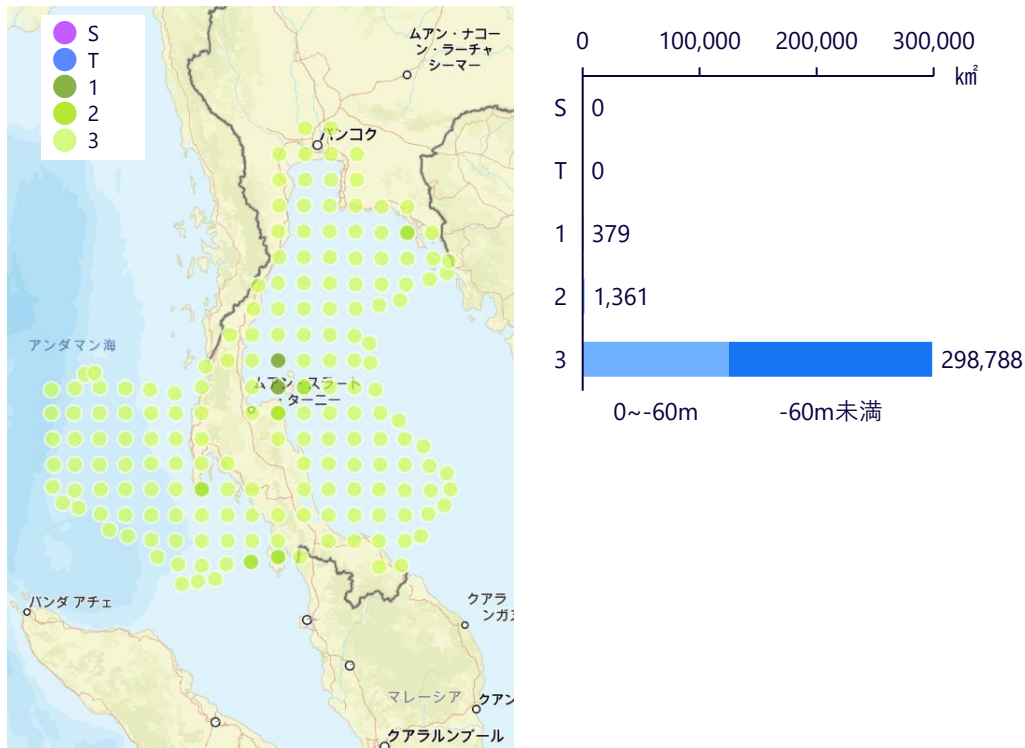 S
T
1
2
3
ムアン・ナコー
ン・ラーチャ
シーマー
バンコク
アンダマン海
ムアン・スラート
・ターニー
バンダ アチェ
クアラ
ンガヌ
マレーシア
クアン
クアラルンプール
0 100,000 200,000 300,000
k㎡
S 0
T 0
1 379
2 1,361
3 298,788
0~-60m -60m未満